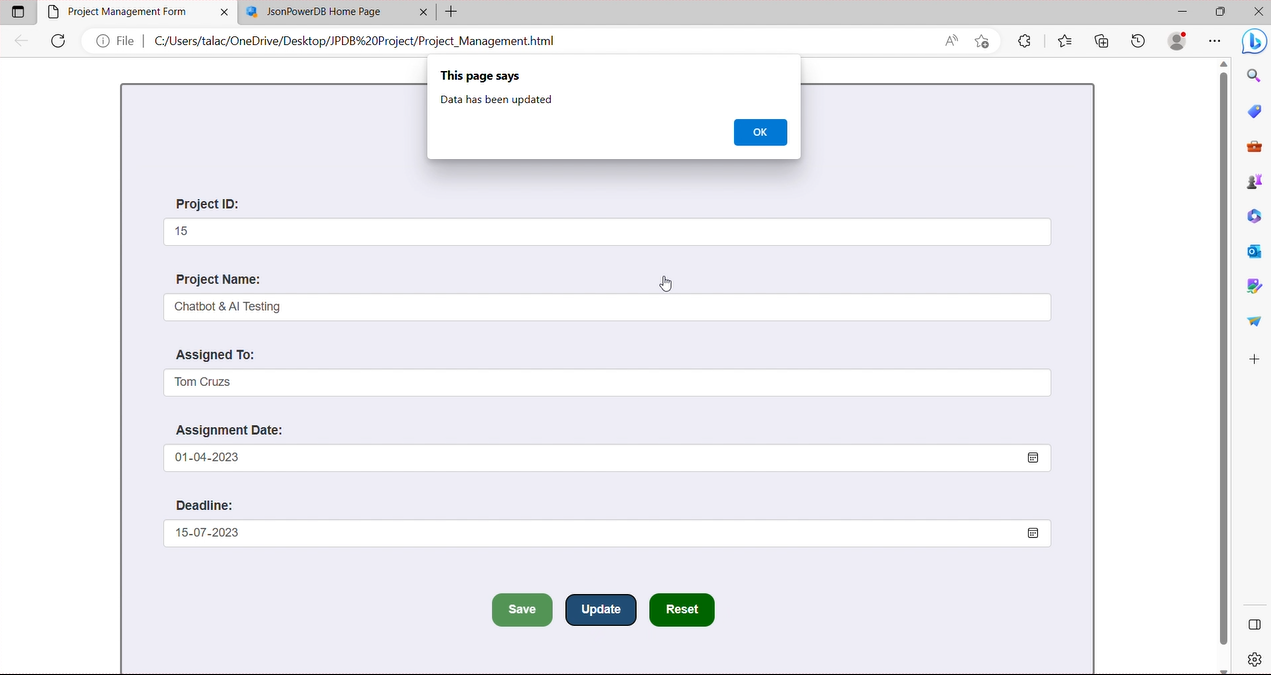 Project Management Form
JsonPowerDB Home Page
File
C:/Users/talac/OneDrive/Desktop/JPDB%20Project/Project_Management.html
This page says
Data has been updated
OK
Project ID:
15
Project Name:
Chatbot & AI Testing
Assigned To:
Tom Cruzs
Assignment Date:
01-04-2023
Deadline:
15-07-2023
Save Update Reset